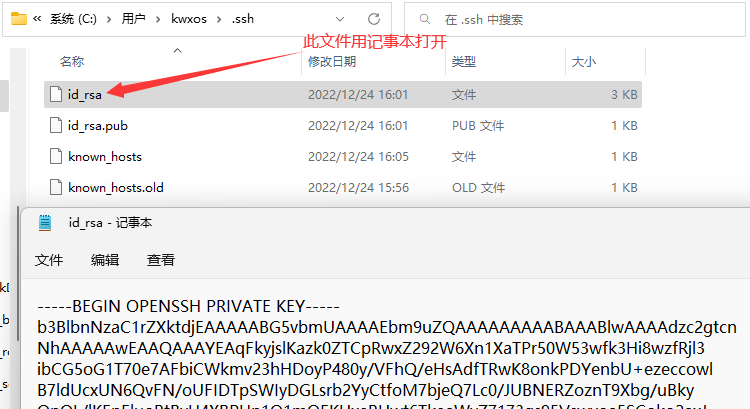 « 系统 (C:) › 用户 › kwxos › .ssh
在 .ssh 中搜索
此文件用记事本打开
名称 修改日期 类型 大小
id_rsa 2022/12/24 16:01 文件 3 KB
id_rsa.pub 2022/12/24 16:01 PUB 文件 1 KB
known_hosts 2022/12/24 16:05 文件 1 KB
known_hosts.old 2022/12/24 15:56 OLD 文件 1 KB
id_rsa - 记事本
文件 编辑 查看
-----BEGIN OPENSSH PRIVATE KEY-----
b3BlbnNzaC1rZXktdjEAAAAABG5vbmUAAAAEbm9uZQAAAAAAAAABAAABlwAAAAdzc2gtcn
NhAAAAAwEAAQAAAYEAqFkyjslKazk0ZTCpRwxZ292W6Xn1XaTPr50W53wfk3Hi8wzfRjl3
ibCG5oG1T70e7AFbiCWkmv23hHDoyP480y/VFhQ/eHsAdfTRwK8onkPDYenbU+ezeccowl
B7ldUcxUN6QvFN/oUFIDTpSWlyDGLsrb2YyCtfoM7bjeQ7Lc0/JUBNERZoznT9Xbg/uBky